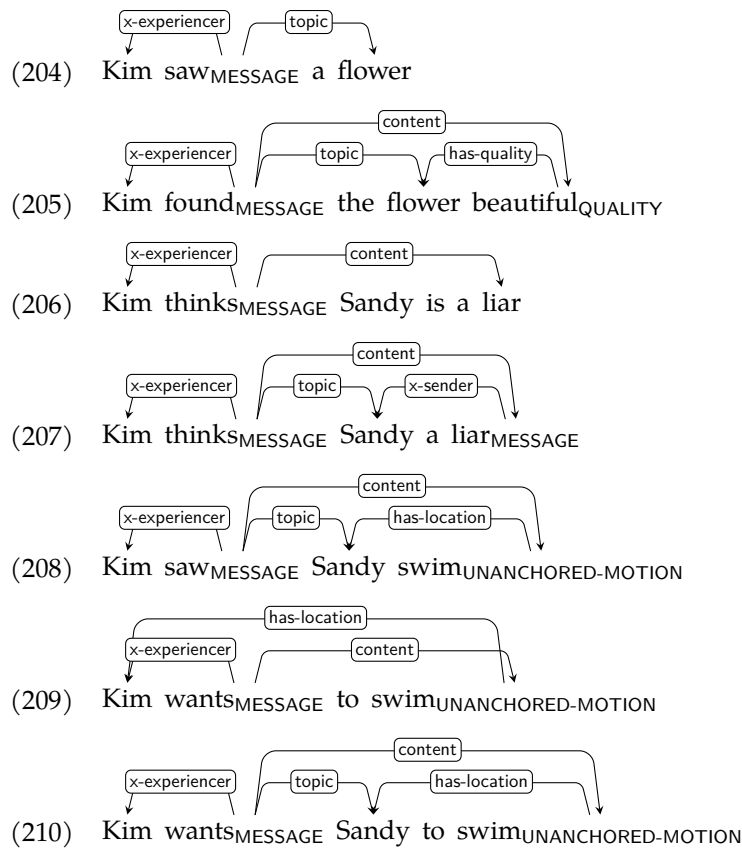 x-experiencer topic
(204) Kim sawMESSAGE a flower
content
x-experiencer topic has-quality
(205) Kim foundMESSAGE the flower beautifulQUALITY
x-experiencer content
(206) Kim thinksMESSAGE Sandy is a liar
content
x-experiencer topic x-sender
(207) Kim thinksMESSAGE Sandy a liarMESSAGE
content
x-experiencer topic has-location
(208) Kim sawMESSAGE Sandy swimUNANCHORED-MOTION
has-location
x-experiencer content
(209) Kim wantsMESSAGE to swimUNANCHORED-MOTION
content
x-experiencer topic has-location
(210) Kim wantsMESSAGE Sandy to swimUNANCHORED-MOTION